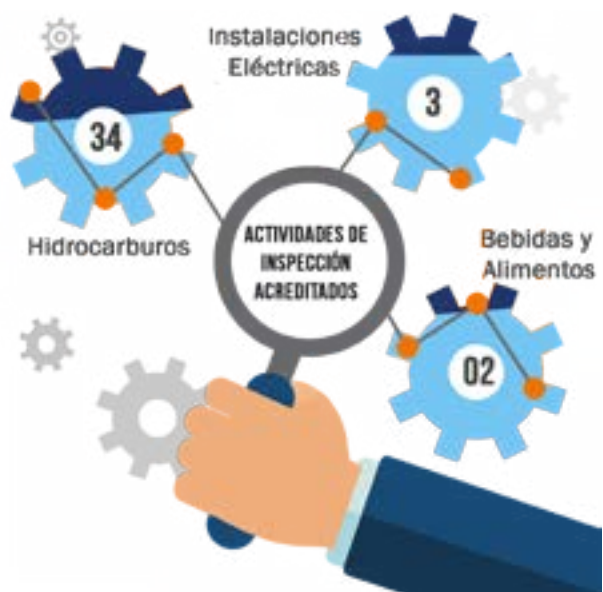 Instalaciones
Eléctricas
34
3
Hidrocarburos
ACTIVIDADES DE
INSPECCIÓN
ACREDITADOS
Bebidas y
Alimentos
02